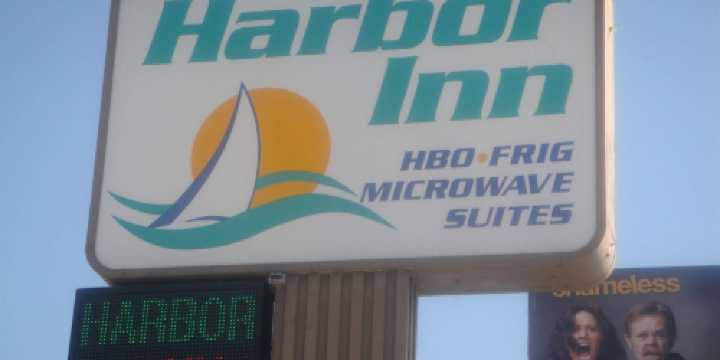 Harbor
Inn
HBO•FRIG
MICROWAVE
SUITES
HARBOR
shameless